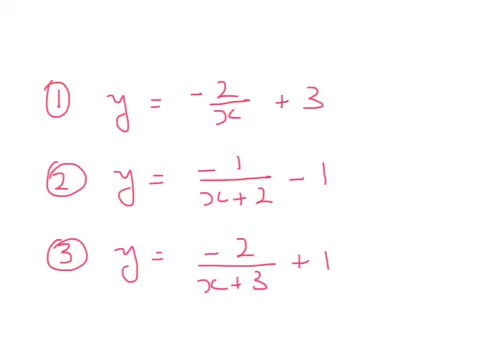 ① y = -2/x + 3
② y = -1/(x+2) - 1
③ y = -2/(x+3) + 1